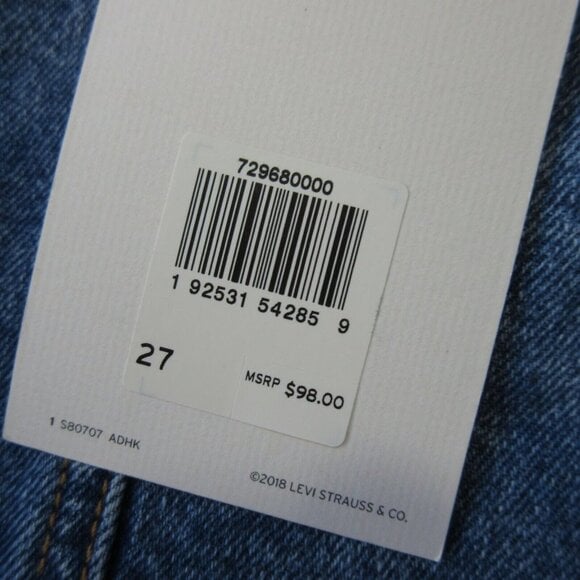 729680000
1 92531 54285 9
27
MSRP $98.00
1 S80707 ADHK
©2018 LEVI STRAUSS & CO.